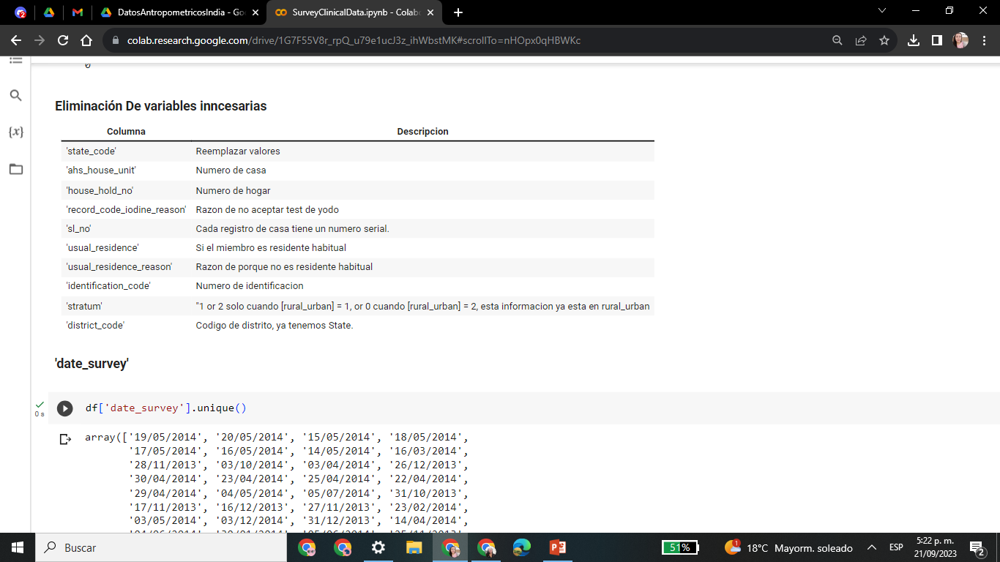 DatosAntropometricosIndia - Go
SurveyClinicalData.ipynb - Colab
colab.research.google.com/drive/1G7F55V8r_rpQ_u79e1ucJ3z_ihWbstMK#scrollTo=nHOpx0qHBWKc
0
{x}
Eliminación De variables inncesarias
Columna Descripcion
'state_code' Reemplazar valores
'ahs_house_unit' Numero de casa
'house_hold_no' Numero de hogar
'record_code_iodine_reason' Razon de no aceptar test de yodo
'sl_no' Cada registro de casa tiene un numero serial.
'usual_residence' Si el miembro es residente habitual
'usual_residence_reason' Razon de porque no es residente habitual
'identification_code' Numero de identificacion
'stratum' "1 or 2 solo cuando [rural_urban] = 1, or 0 cuando [rural_urban] = 2, esta informacion ya esta en rural_urban
'district_code' Codigo de distrito, ya tenemos State.
'date_survey'
0 s
df['date_survey'].unique()
array(['19/05/2014', '20/05/2014', '15/05/2014', '18/05/2014',
'17/05/2014', '16/05/2014', '14/05/2014', '16/03/2014',
'28/11/2013', '03/10/2014', '03/04/2014', '26/12/2013',
'30/04/2014', '23/04/2014', '25/04/2014', '22/04/2014',
'29/04/2014', '04/05/2014', '05/07/2014', '31/10/2013',
'17/11/2013', '16/12/2013', '27/11/2013', '23/02/2014',
'03/05/2014', '03/12/2014', '31/12/2013', '14/04/2014',
Buscar
51%
1
18°C Mayorm. soleado
ESP
5:22 p. m.
21/09/2023
2